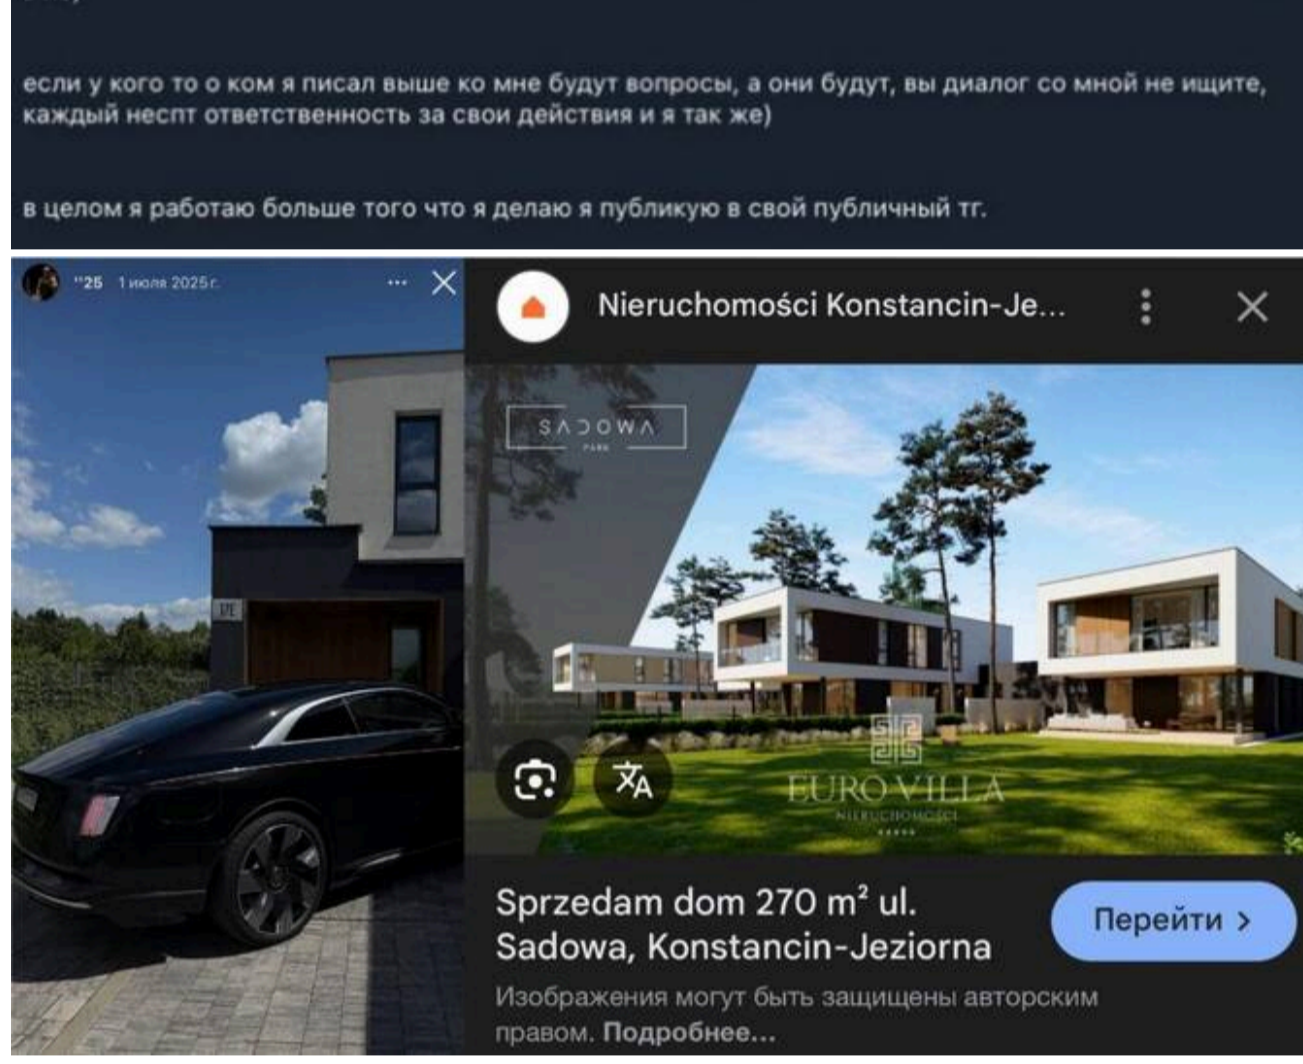 если у кого то о ком я писал выше ко мне будут вопросы, а они будут, вы диалог со мной не ищите,
каждый неспт ответственность за свои действия и я так же)
в целом я работаю больше того что я делаю я публикую в свой публичный тг.
"25 1 июля 2025 г.
17E
Nieruchomości Konstancin-Je...
SADOWA
PARK
EURO VILLA
NIERUCHOMOŚCI
Sprzedam dom 270 m² ul.
Sadowa, Konstancin-Jeziorna
Перейти >
Изображения могут быть защищены авторским
правом. Подробнее...